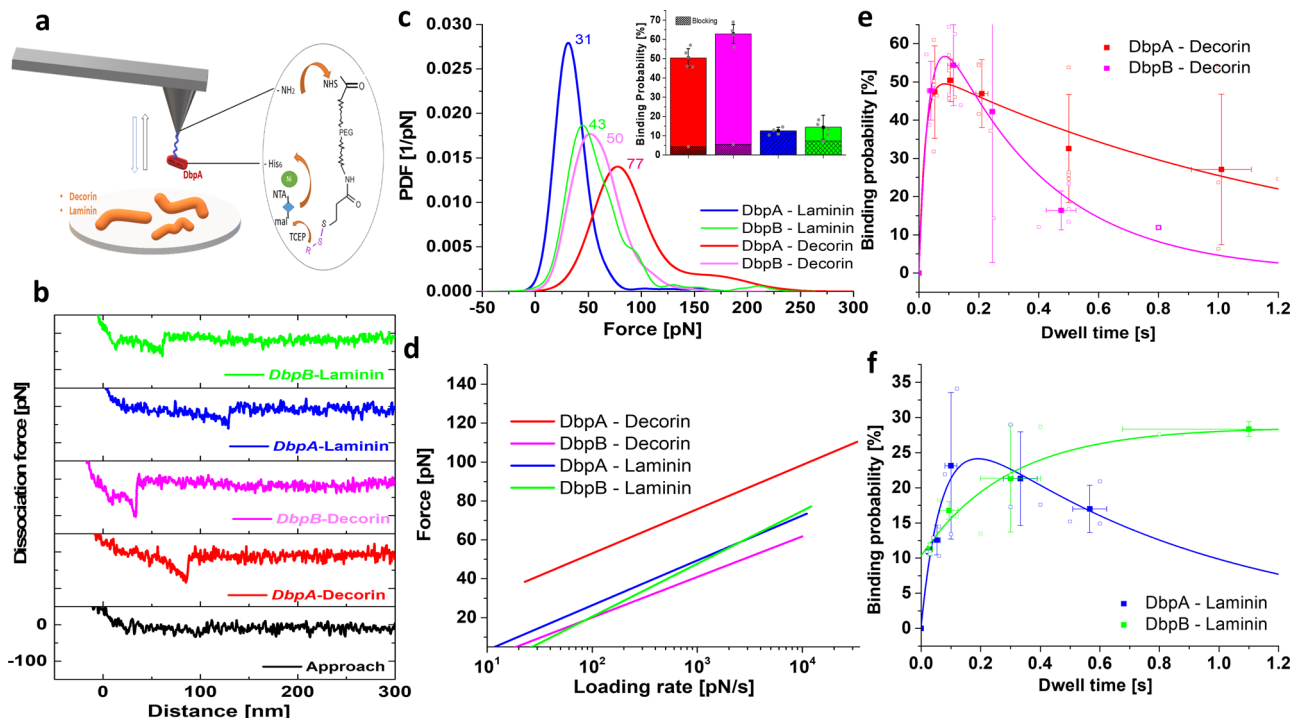 a
- NH₂
NHS
O
PEG
DbpA
- His₆
Ni
NH
NTA
O
mal
TCEP
S
S
R
• Decorin
• Laminin
b
DbpB-Laminin
DbpA-Laminin
DbpB-Decorin
DbpA-Decorin
0
-100
Approach
0
100
200
300
Distance [nm]
Dissociation force [pN]
c
0.030
0.025
0.020
0.015
0.010
0.005
0.000
PDF [1/pN]
31
43
50
77
70
60
50
40
30
20
10
0
Binding Probability [%]
Blocking
DbpA - Laminin
DbpB - Laminin
DbpA - Decorin
DbpB - Decorin
-50
0
50
100
150
200
250
300
Force [pN]
d
140
120
100
80
60
40
20
Force [pN]
DbpA - Decorin
DbpB - Decorin
DbpA - Laminin
DbpB - Laminin
10¹
10²
10³
10⁴
Loading rate [pN/s]
e
60
50
40
30
20
10
0
Binding probability [%]
DbpA - Decorin
DbpB - Decorin
0.0
0.2
0.4
0.6
0.8
1.0
1.2
Dwell time [s]
f
35
30
25
20
15
10
5
0
Binding probability [%]
DbpA - Laminin
DbpB - Laminin
0.0
0.2
0.4
0.6
0.8
1.0
1.2
Dwell time [s]